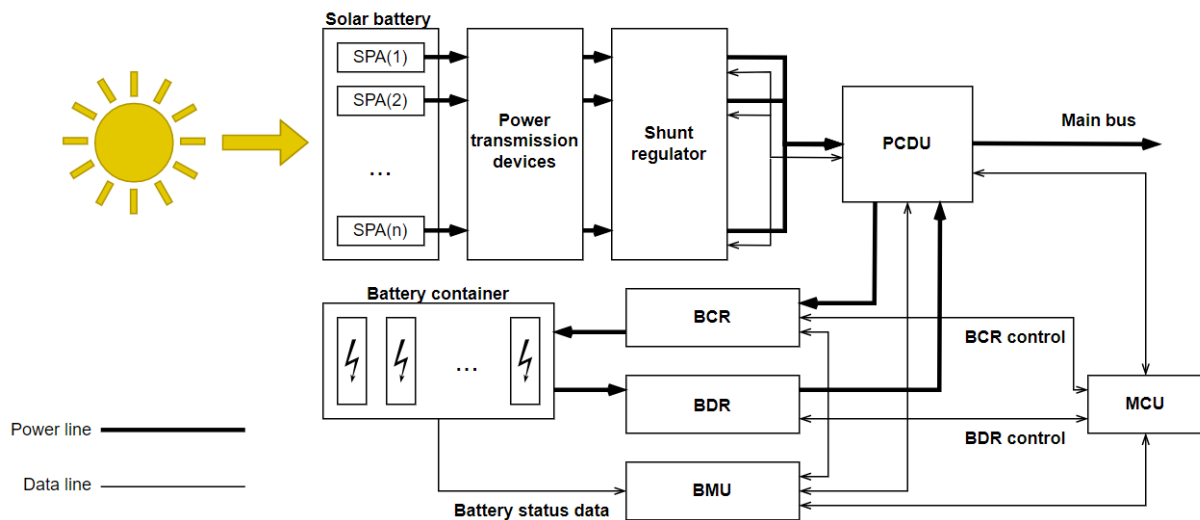 Solar battery
SPA(1)
SPA(2)
...
SPA(n)
Power
transmission
devices
Shunt
regulator
PCDU
Main bus
Battery container
...
BCR
BCR control
BDR
BDR control
MCU
BMU
Battery status data
Power line
Data line